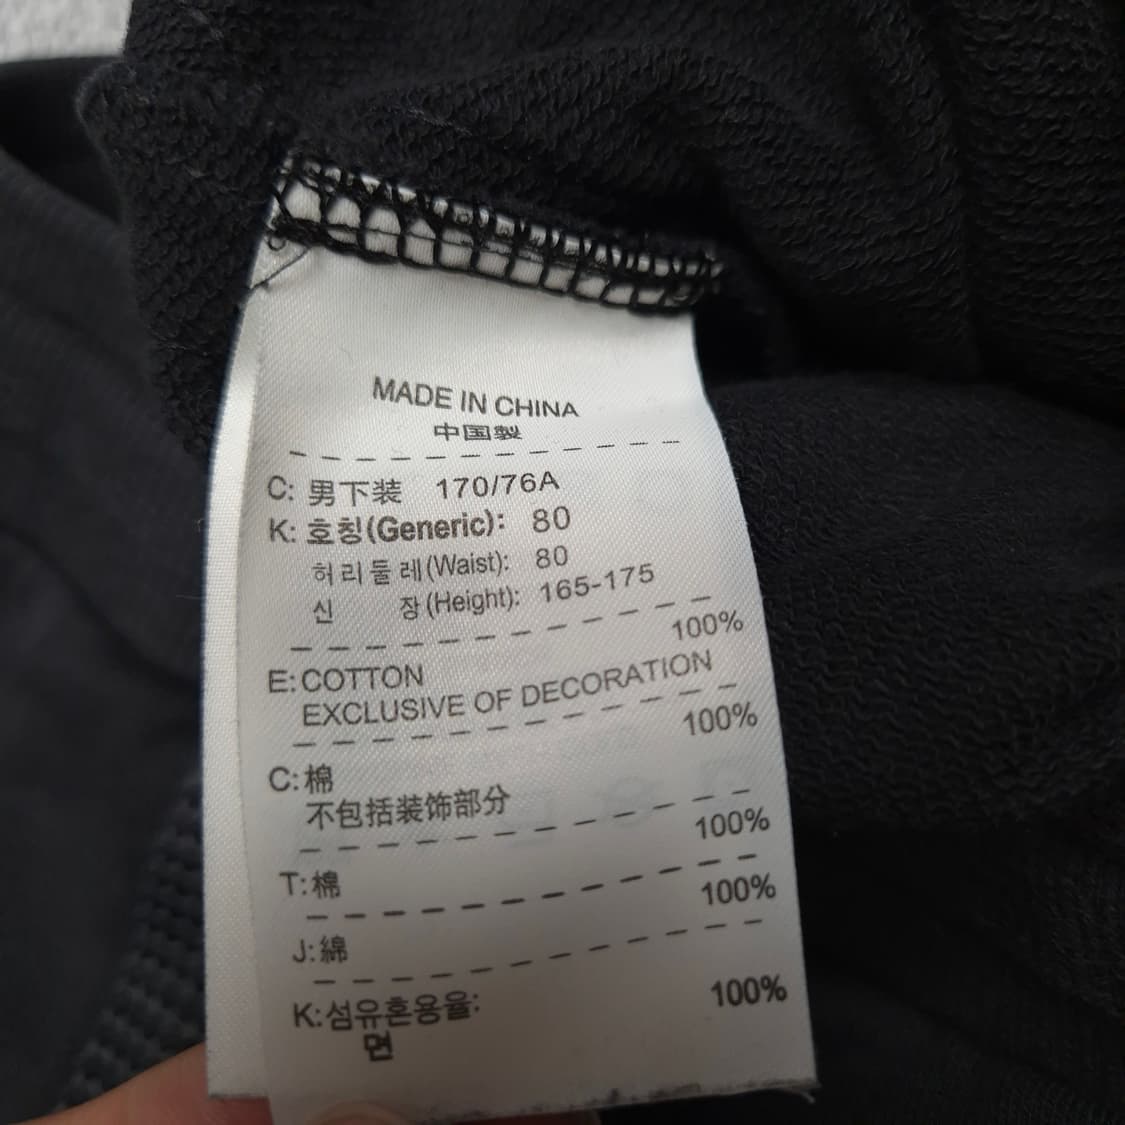 MADE IN CHINA
中国製
C: 男下装 170/76A
K: 호칭(Generic): 80
허리둘레(Waist): 80
신 장(Height): 165-175
E: COTTON 100%
EXCLUSIVE OF DECORATION
C: 棉 100%
不包括装饰部分
T: 棉 100%
J: 綿 100%
K: 섬유혼용율:
면 100%